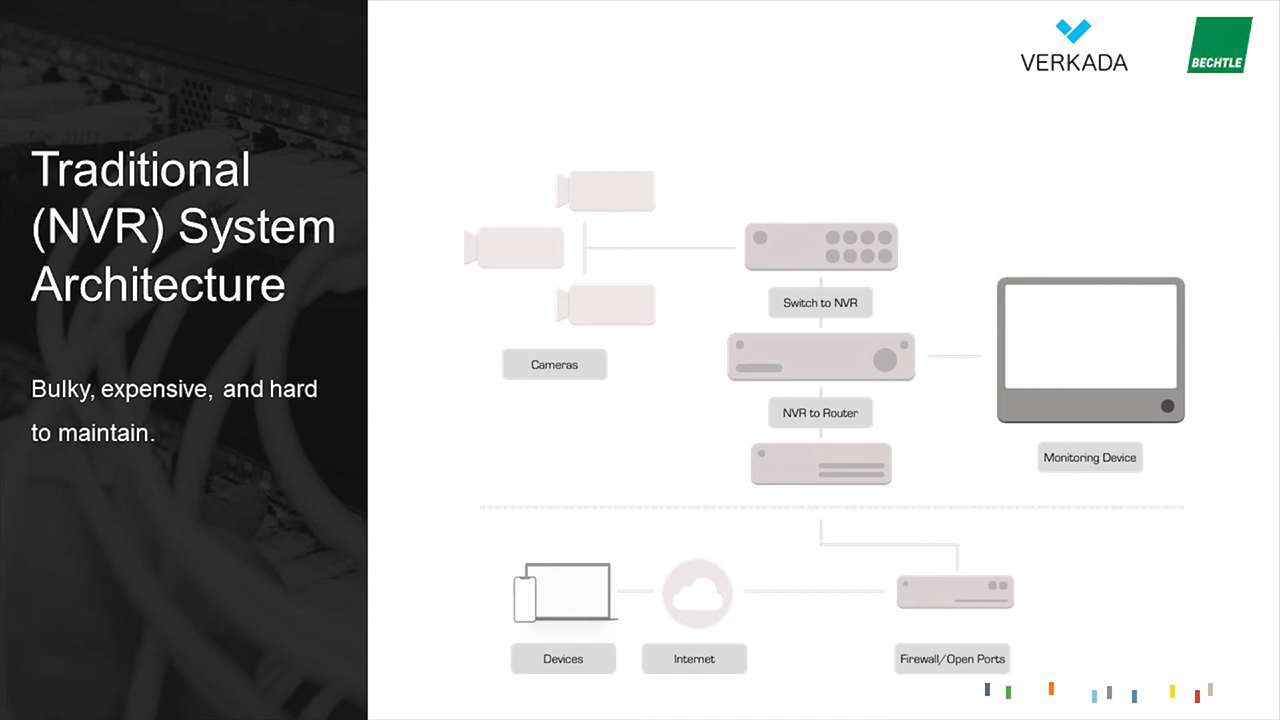 Traditional
(NVR) System
Architecture
Bulky, expensive, and hard
to maintain.
VERKADA
BECHTLE
Switch to NVR
Cameras
NVR to Router
Monitoring Device
Devices
Internet
Firewall/Open Ports